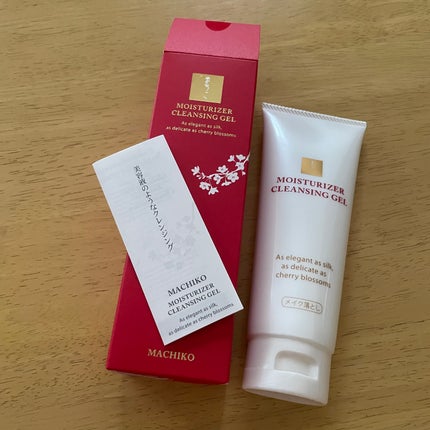 MOISTURIZER
CLEANSING GEL
As elegant as silk,
as delicate as cherry blossoms.
MACHIKO
美容液のようなクレンジング
MACHIKO
MOISTURIZER
CLEANSING GEL
As elegant as silk,
as delicate as cherry blossoms.
MOISTURIZER
CLEANSING GEL
As elegant as silk,
as delicate as
cherry blossoms.
メイク落とし